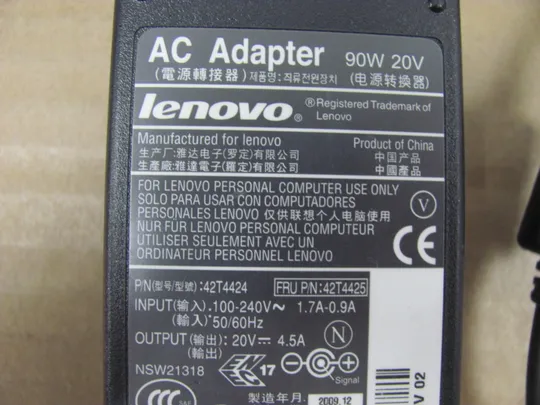 AC Adapter 90W 20V
(電源轉接器) 제품명: 직류전원장치 (电源转换器)
lenovo® ®Registered Trademark of
Lenovo
Manufactured for lenovo Product of China
生产厂:雅达电子(罗定)有限公司 中国产品
生產廠:雅達電子(羅定)有限公司 中國產品
FOR LENOVO PERSONAL COMPUTER USE ONLY
SOLO PARA USAR CON COMPUTADORES
PERSONALES LENOVO 仅供联想个人电脑使用
NUR FÜR LENOVO PERSONAL COMPUTER
UTILISER SEULEMENT AVEC UN
ORDINATEUR PERSONNEL LENOVO
V
CE
P/N(型号/型號):42T4424 FRU P/N:42T4425
INPUT(输入):100-240V~ 1.7A-0.9A
(輸入) 50/60Hz
N
OUTPUT(输出): 20V⎓ 4.5A
(輸出)
NSW21318 17 Signal
CCC
製造年月. 2009.12
V 02